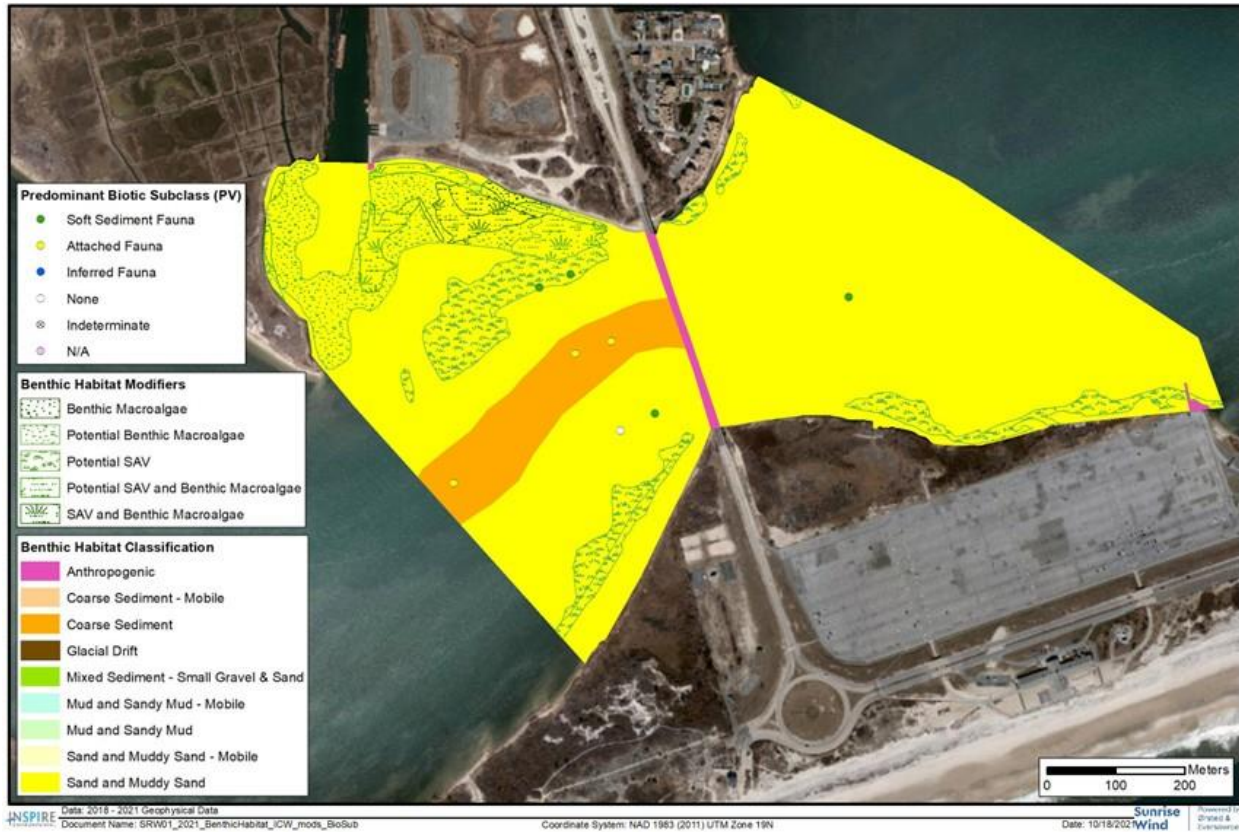 Predominant Biotic Subclass (PV)
Soft Sediment Fauna
Attached Fauna
Inferred Fauna
None
Indeterminate
N/A
Benthic Habitat Modifiers
Benthic Macroalgae
Potential Benthic Macroalgae
Potential SAV
Potential SAV and Benthic Macroalgae
SAV and Benthic Macroalgae
Benthic Habitat Classification
Anthropogenic
Coarse Sediment - Mobile
Coarse Sediment
Glacial Drift
Mixed Sediment - Small Gravel & Sand
Mud and Sandy Mud - Mobile
Mud and Sandy Mud
Sand and Muddy Sand - Mobile
Sand and Muddy Sand
Meters
0 100 200
INSPIRE
Data: 2018 - 2021 Geophysical Data
Document Name: SRW01_2021_BenthicHabitat_ICW_mods_BioSub
Coordinate System: NAD 1983 (2011) UTM Zone 19N
Date: 10/18/2021
Sunrise
Wind
Powered by
Ørsted &
Eversource